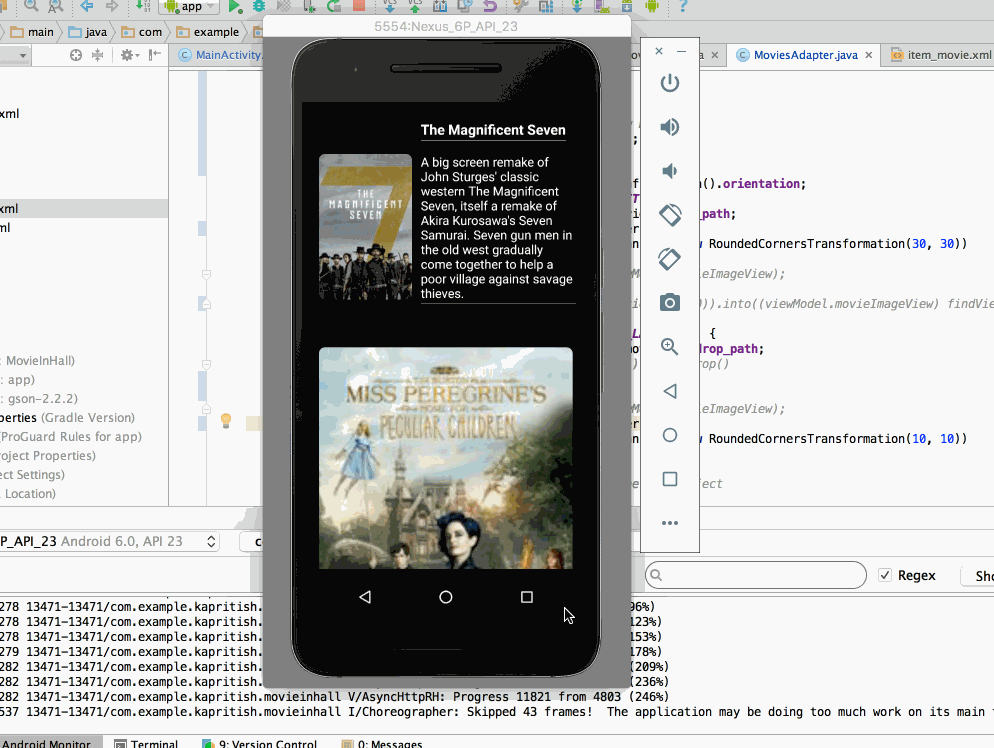 app
5554:Nexus_6P_API_23
main
java
com
example
MainActivity.
MoviesAdapter.java
item_movie.xml
xml
xml
ml
: MovieInHall)
: app)
: gson-2.2.2)
perties (Gradle Version)
(ProGuard Rules for app)
oject Properties)
ect Settings)
Location)
The Magnificent Seven
A big screen remake of
John Sturges' classic
western The Magnificent
Seven, itself a remake of
Akira Kurosawa's Seven
Samurai. Seven gun men in
the old west gradually
come together to help a
poor village against savage
thieves.
7
THE
MAGNIFICENT
SEVEN
MISS PEREGRINE'S
HOME FOR
PECULIAR CHILDREN
).orientation;
_path;
RoundedCornersTransformation(30, 30))
eImageView);
)).into((viewModel.movieImageView) findVie
{
drop_path;
rop()
eImageView);
RoundedCornersTransformation(10, 10))
ject
P_API_23 Android 6.0, API 23
Regex
Sho
278 13471-13471/com.example.kapritish. 96%)
278 13471-13471/com.example.kapritish. 123%)
278 13471-13471/com.example.kapritish. 153%)
279 13471-13471/com.example.kapritish. 178%)
282 13471-13471/com.example.kapritish. (209%)
282 13471-13471/com.example.kapritish. (236%)
282 13471-13471/com.example.kapritish.movieinhall V/AsyncHttpRH: Progress 11821 from 4803 (246%)
537 13471-13471/com.example.kapritish.movieinhall I/Choreographer: Skipped 43 frames! The application may be doing too much work on its main
Android Monitor
Terminal
9: Version Control
0: Messages